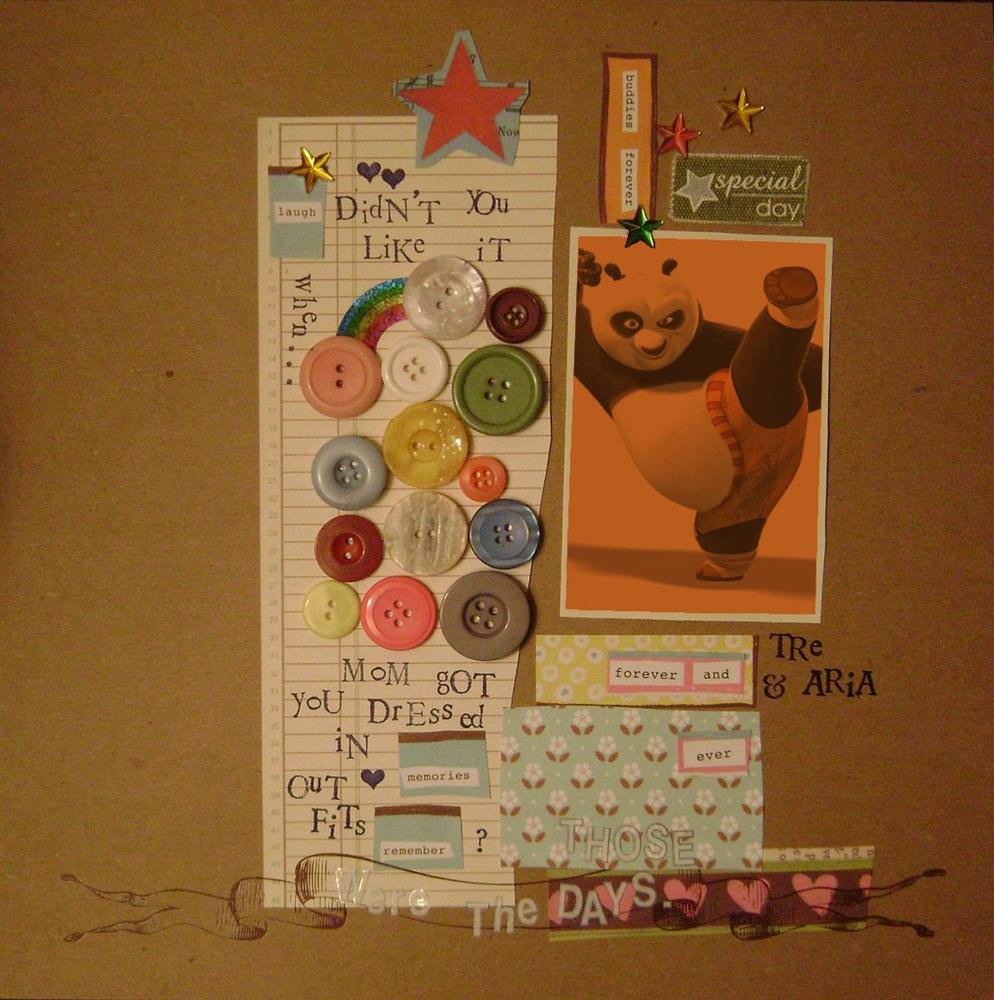 Now
laugh
DidN'T YOu
LiKe iT
when....
MoM gOT
yoU DrEssed
iN
OuT
FiTs
memories
remember
?
buddies forever
special
day
forever and
ever
TRe
& ARiA
THOSE
Were The DAYS.